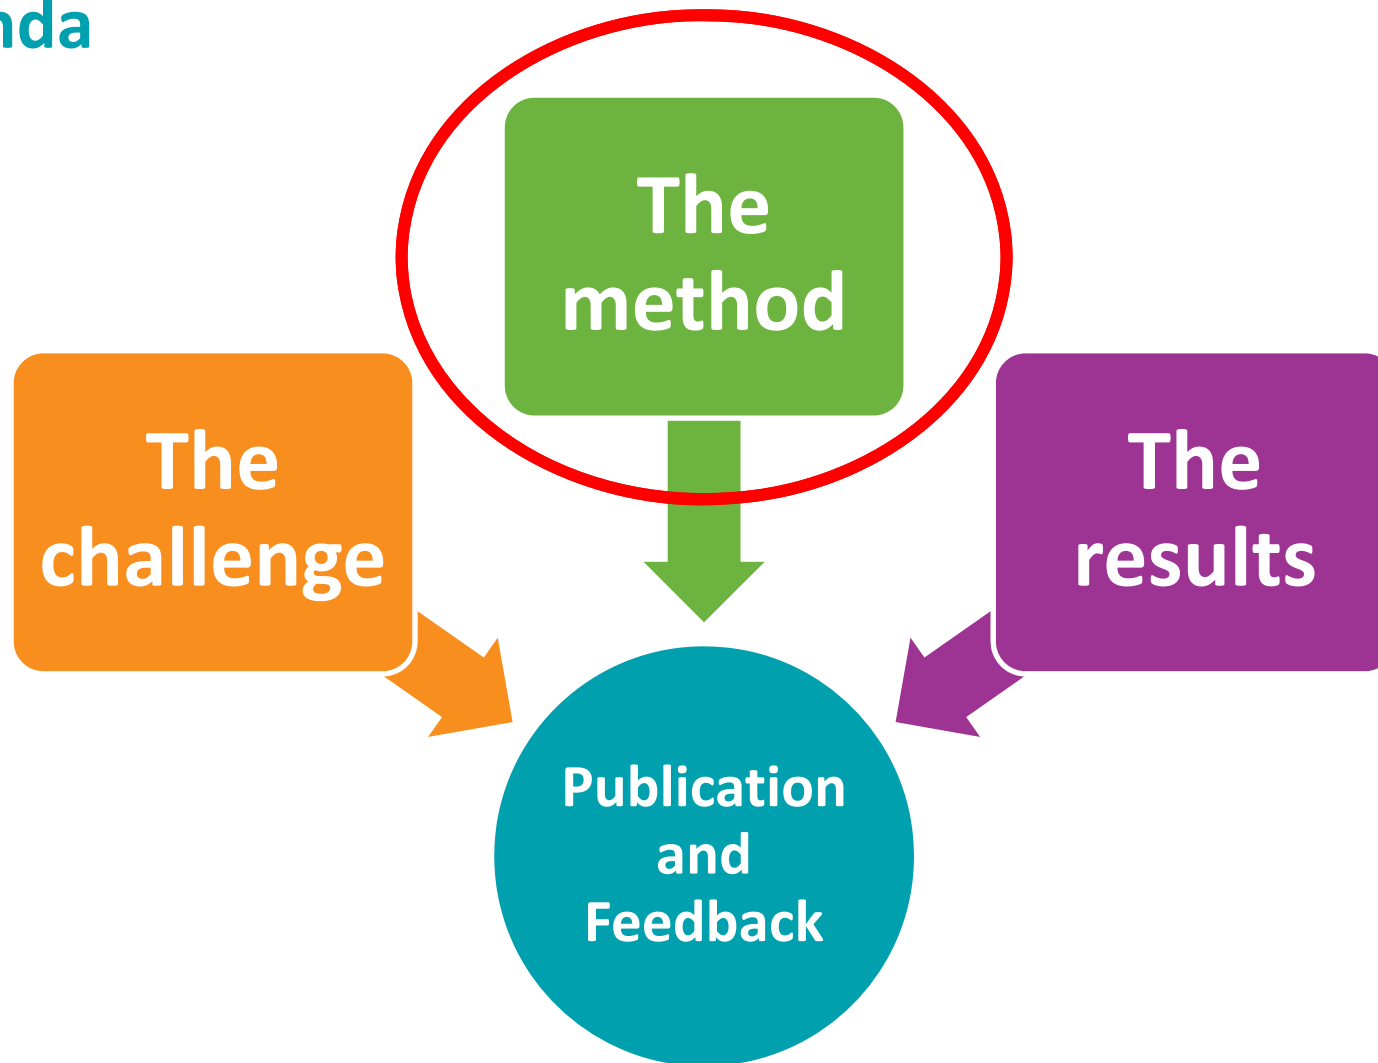 nda
The
method
The
challenge
The
results
Publication
and
Feedback